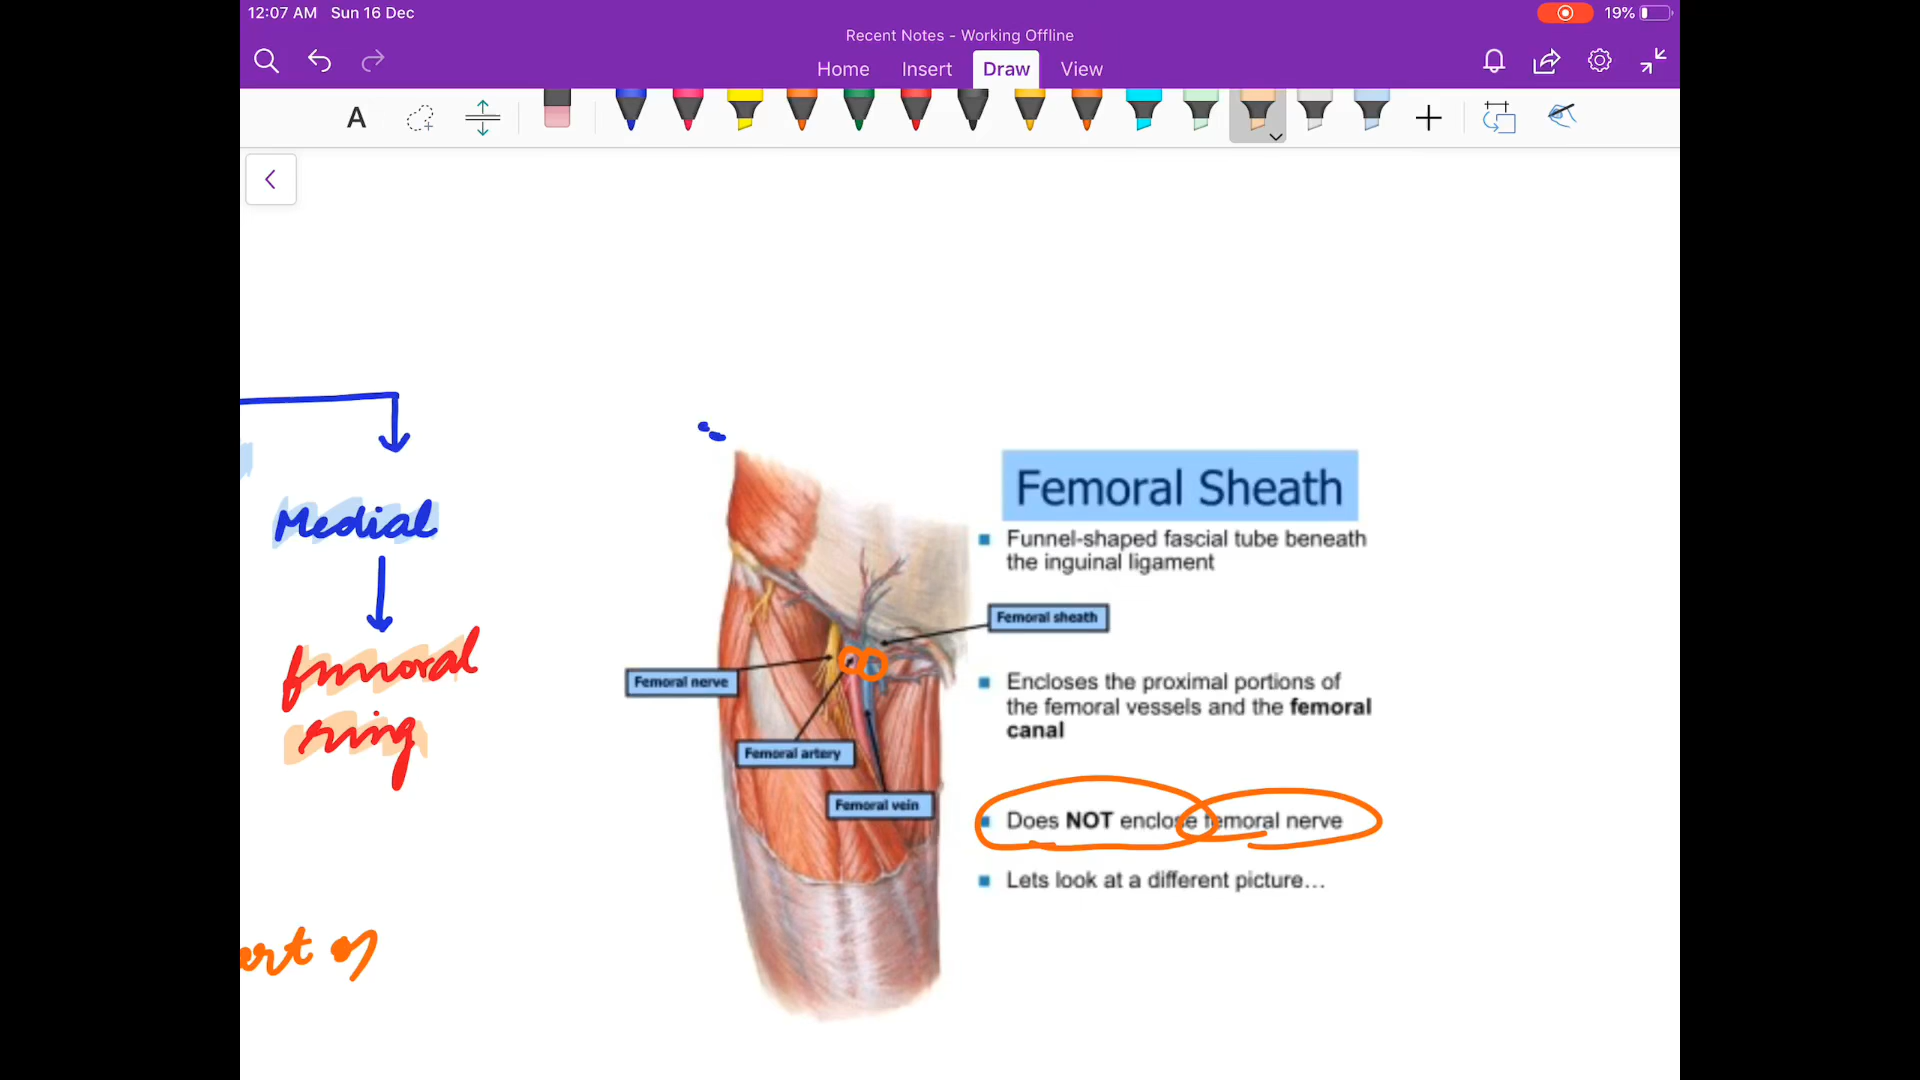 12:07 AM Sun 16 Dec
19%
Recent Notes - Working Offline
Home Insert Draw View
A
Medial
femoral
ring
ert of
Femoral Sheath
Funnel-shaped fascial tube beneath
the inguinal ligament
Femoral sheath
Femoral nerve
Femoral artery
Femoral vein
Encloses the proximal portions of
the femoral vessels and the femoral
canal
Does NOT enclose femoral nerve
Lets look at a different picture...